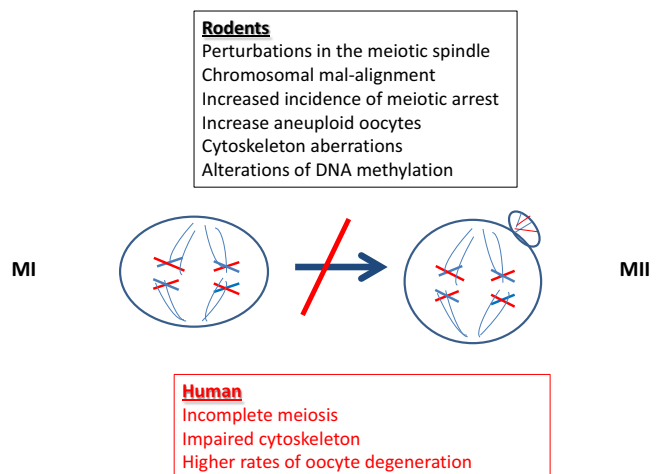 Rodents
Perturbations in the meiotic spindle
Chromosomal mal-alignment
Increased incidence of meiotic arrest
Increase aneuploid oocytes
Cytoskeleton aberrations
Alterations of DNA methylation
MI
MII
Human
Incomplete meiosis
Impaired cytoskeleton
Higher rates of oocyte degeneration